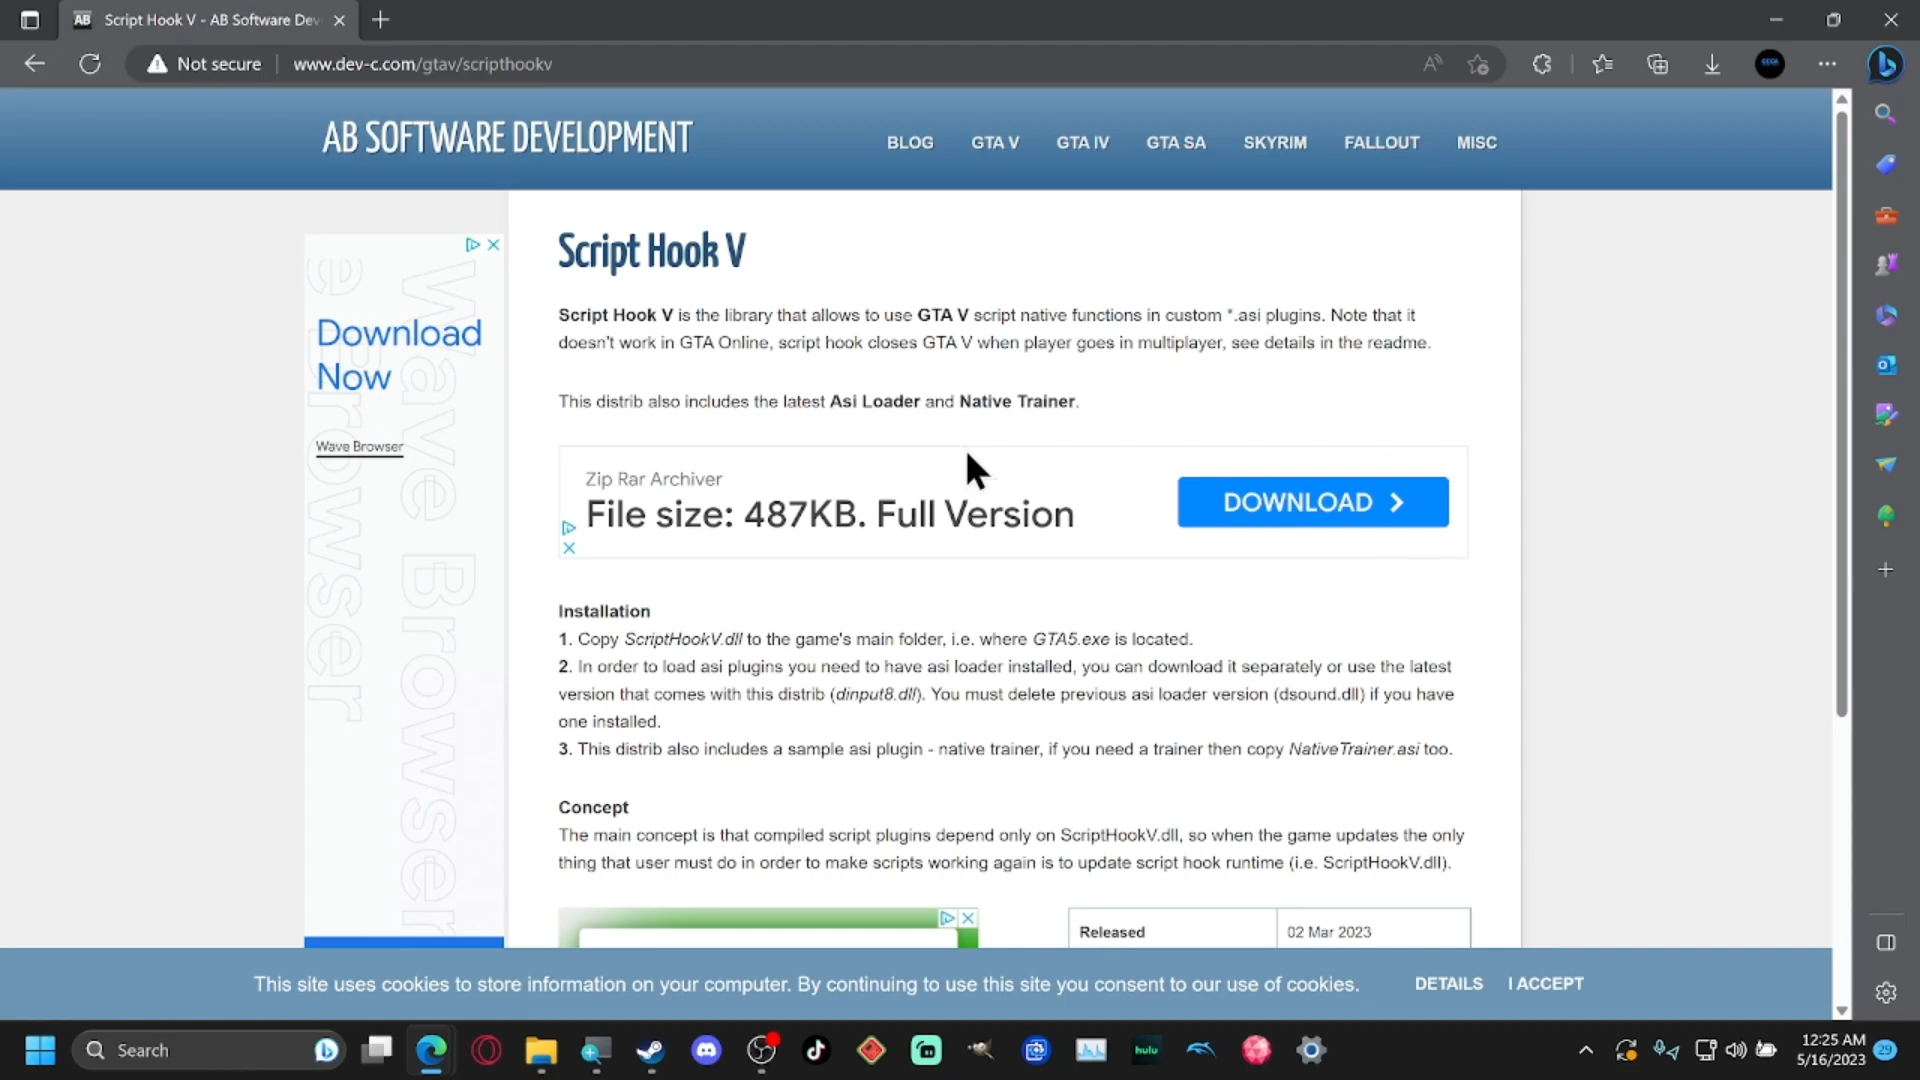 AB
Script Hook V - AB Software Dev
Not secure
www.dev-c.com/gtav/scripthookv
AB SOFTWARE DEVELOPMENT
BLOG
GTA V
GTA IV
GTA SA
SKYRIM
FALLOUT
MISC
Download
Now
Wave Browser
Wave Browser
e Browser
Script Hook V
Script Hook V is the library that allows to use GTA V script native functions in custom *.asi plugins. Note that it
doesn't work in GTA Online, script hook closes GTA V when player goes in multiplayer, see details in the readme.
This distrib also includes the latest Asi Loader and Native Trainer.
Zip Rar Archiver
File size: 487KB. Full Version
DOWNLOAD
Installation
1. Copy ScriptHookV.dll to the game's main folder, i.e. where GTA5.exe is located.
2. In order to load asi plugins you need to have asi loader installed, you can download it separately or use the latest
version that comes with this distrib (dinput8.dll). You must delete previous asi loader version (dsound.dll) if you have
one installed.
3. This distrib also includes a sample asi plugin - native trainer, if you need a trainer then copy NativeTrainer.asi too.
Concept
The main concept is that compiled script plugins depend only on ScriptHookV.dll, so when the game updates the only
thing that user must do in order to make scripts working again is to update script hook runtime (i.e. ScriptHookV.dll).
Released
02 Mar 2023
This site uses cookies to store information on your computer. By continuing to use this site you consent to our use of cookies.
DETAILS
I ACCEPT
Search
hulu
12:25 AM
5/16/2023
29